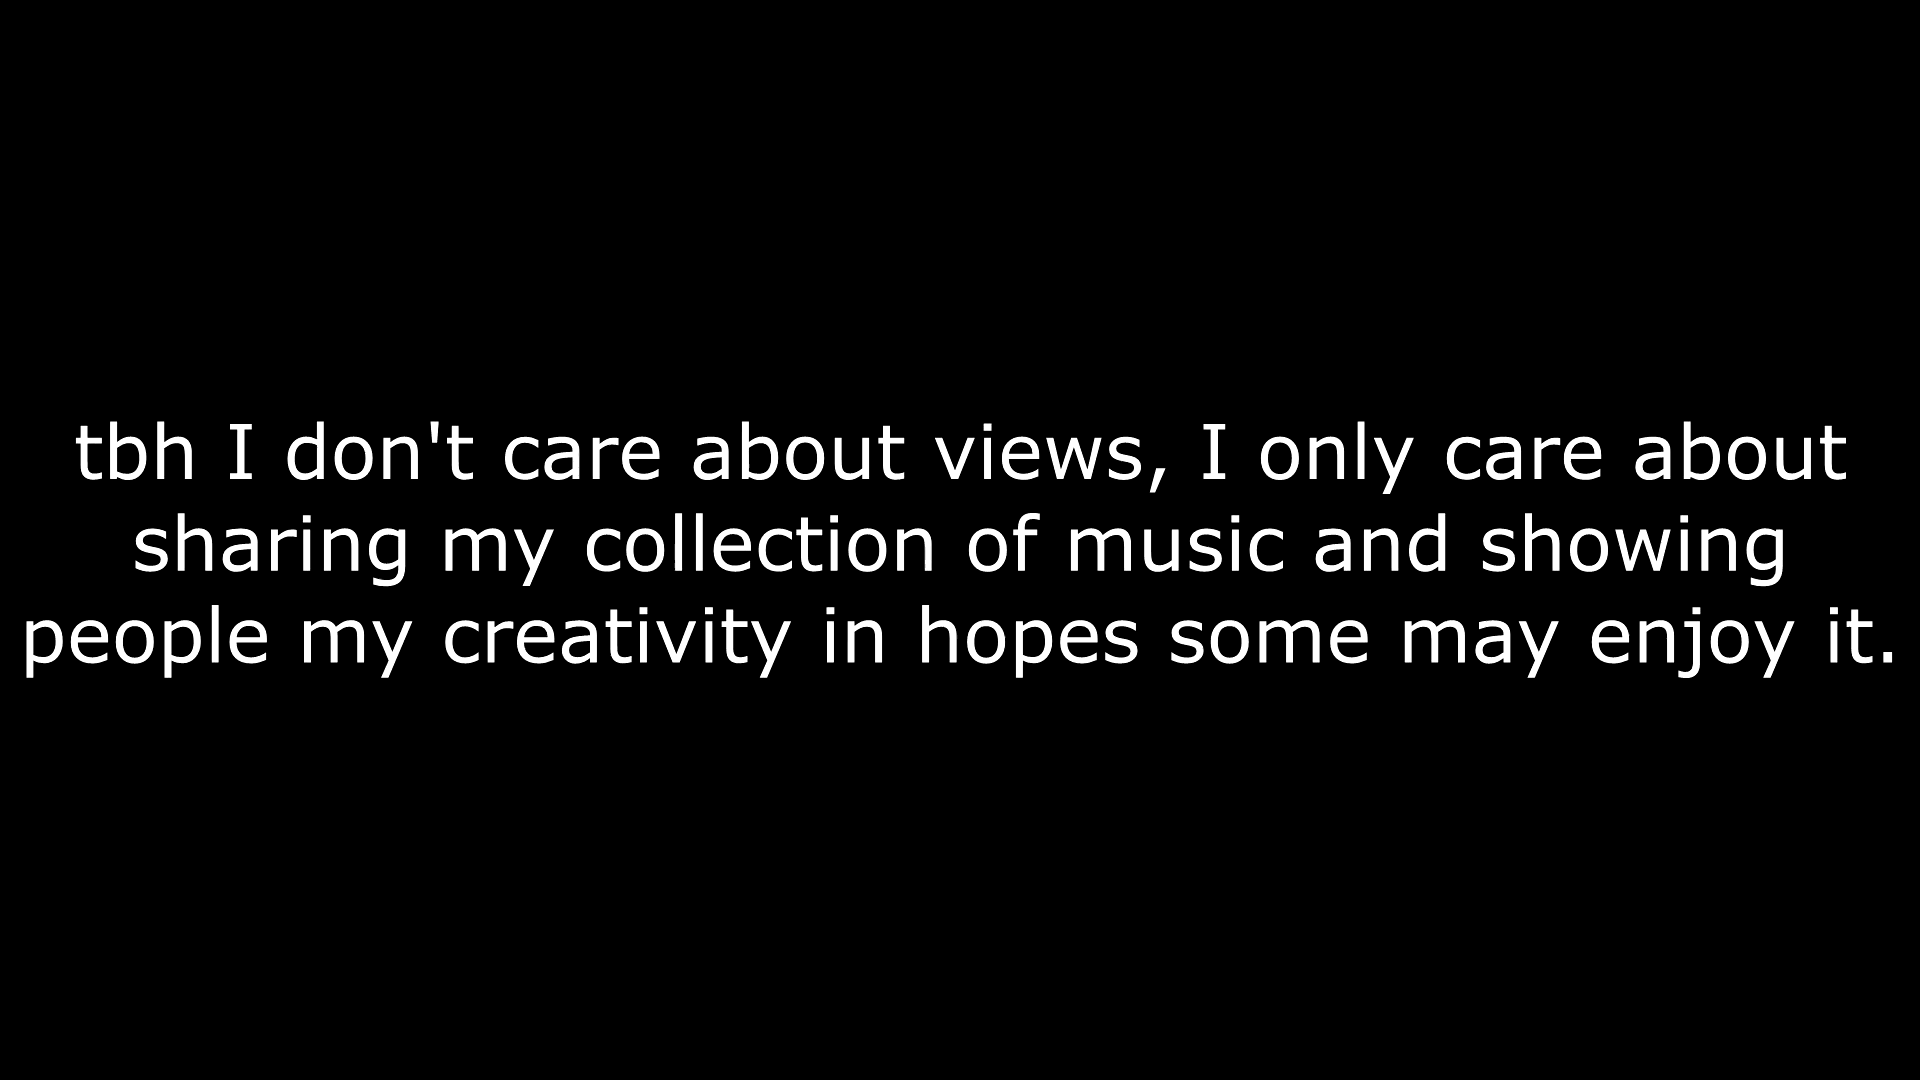 tbh I don't care about views, I only care about
sharing my collection of music and showing
people my creativity in hopes some may enjoy it.